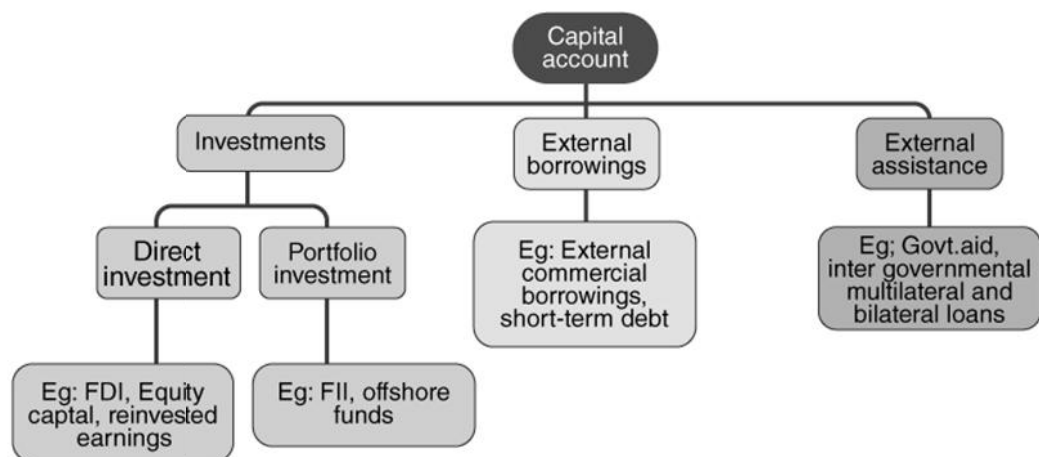 Capital
account
Investments
External
borrowings
External
assistance
Direct
investment
Portfolio
investment
Eg: External
commercial
borrowings,
short-term debt
Eg; Govt.aid,
inter governmental
multilateral and
bilateral loans
Eg: FDI, Equity
captal, reinvested
earnings
Eg: FII, offshore
funds